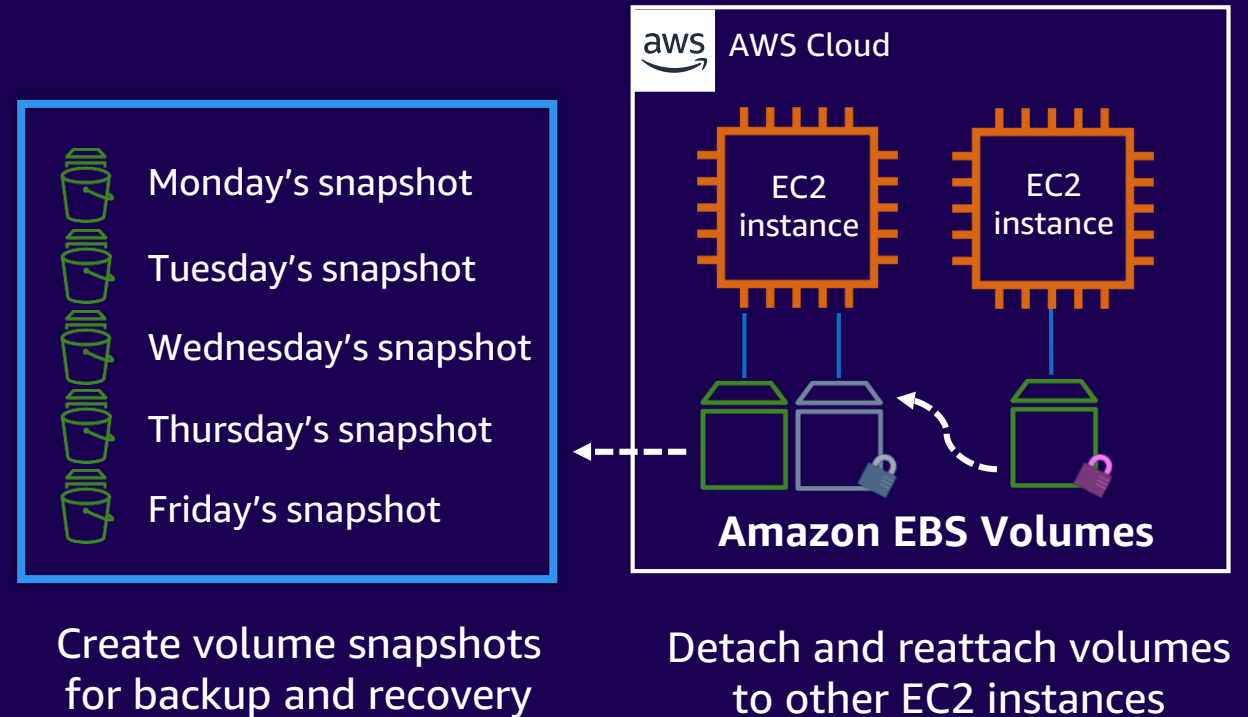 aws
AWS Cloud
Monday’s snapshot
Tuesday’s snapshot
Wednesday’s snapshot
Thursday’s snapshot
Friday’s snapshot
EC2
instance
EC2
instance
Amazon EBS Volumes
Create volume snapshots
for backup and recovery
Detach and reattach volumes
to other EC2 instances